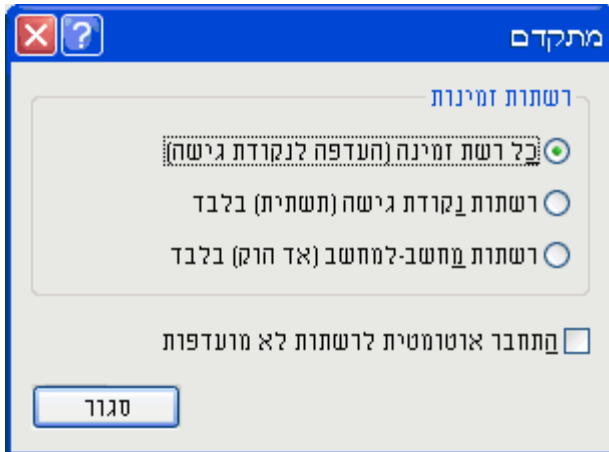 מתקדם
רשתות זמינות
כל רשת זמינה (העדפה לנקודת גישה)
רשתות נקודת גישה (תשתית) בלבד
רשתות מחשב-למחשב (אד הוק) בלבד
התחבר אוטומטית לרשתות לא מועדפות
סגור